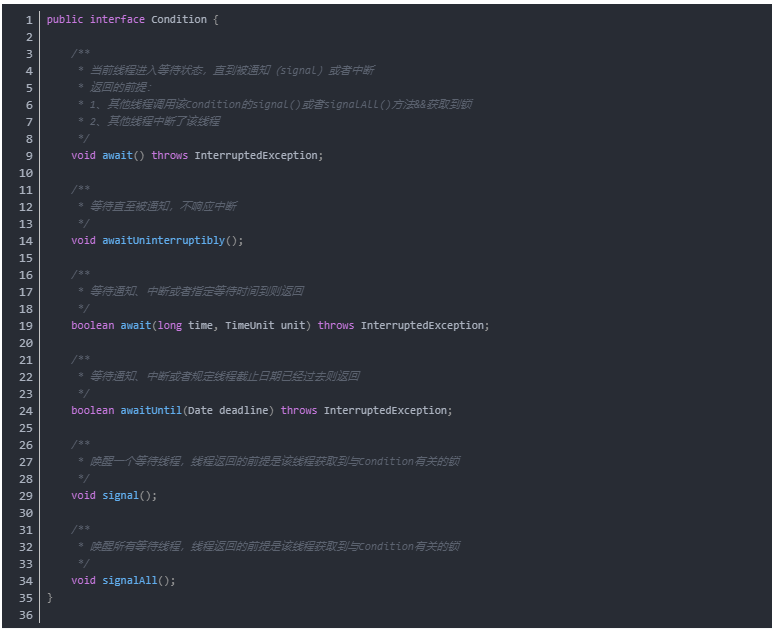 1 public interface Condition {
2
3     /**
4      * 当前线程进入等待状态，直到被通知（signal）或者中断
5      * 返回的前提：
6      * 1、其他线程调用该Condition的signal()或者signalAll()方法&&获取到锁
7      * 2、其他线程中断了该线程
8      */
9     void await() throws InterruptedException;
10
11     /**
12      * 等待直至被通知，不响应中断
13      */
14     void awaitUninterruptibly();
15
16     /**
17      * 等待通知、中断或者指定等待时间到则返回
18      */
19     boolean await(long time, TimeUnit unit) throws InterruptedException;
20
21     /**
22      * 等待通知、中断或者规定线程截止日期已经过去则返回
23      */
24     boolean awaitUntil(Date deadline) throws InterruptedException;
25
26     /**
27      * 唤醒一个等待线程，线程返回的前提是该线程获取到与Condition有关的锁
28      */
29     void signal();
30
31     /**
32      * 唤醒所有等待线程，线程返回的前提是该线程获取到与Condition有关的锁
33      */
34     void signalAll();
35 }
36